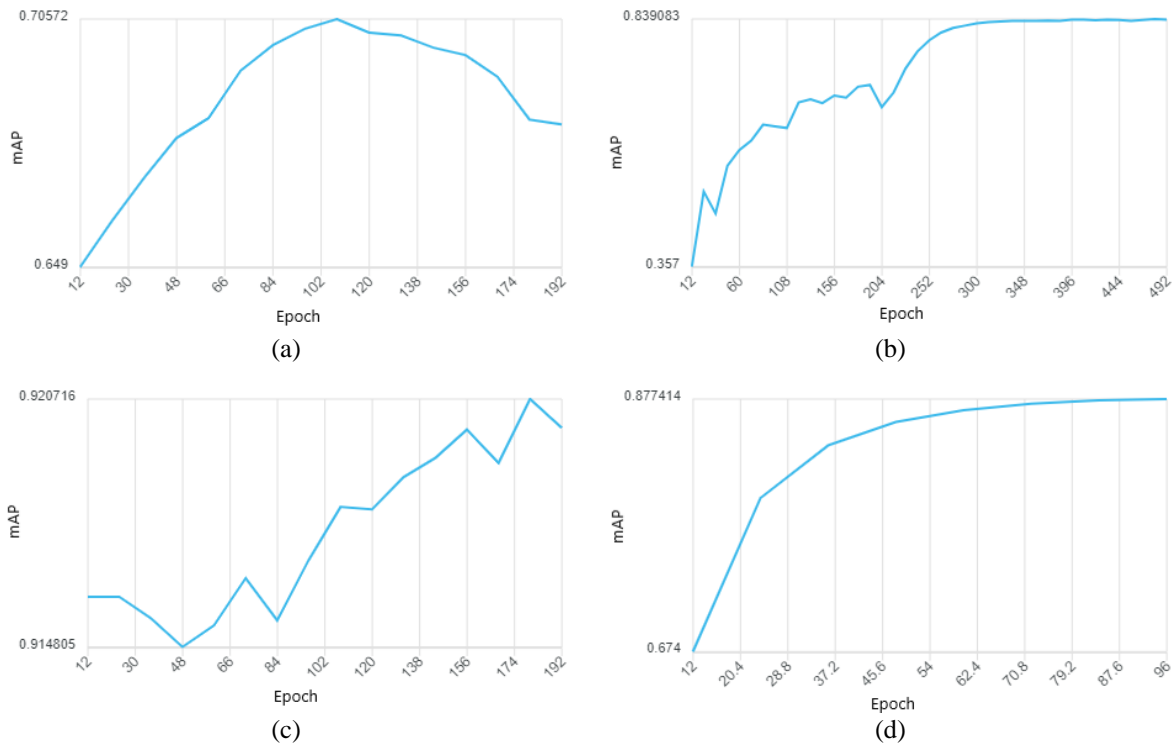 0.70572
mAP
0.649
12 30 48 66 84 102 120 138 156 174 192
Epoch
(a)
0.839083
mAP
0.357
12 60 108 156 204 252 300 348 396 444 492
Epoch
(b)
0.920716
mAP
0.914805
12 30 48 66 84 102 120 138 156 174 192
Epoch
(c)
0.877414
mAP
0.674
12 20.4 28.8 37.2 45.6 54 62.4 70.8 79.2 87.6 96
Epoch
(d)